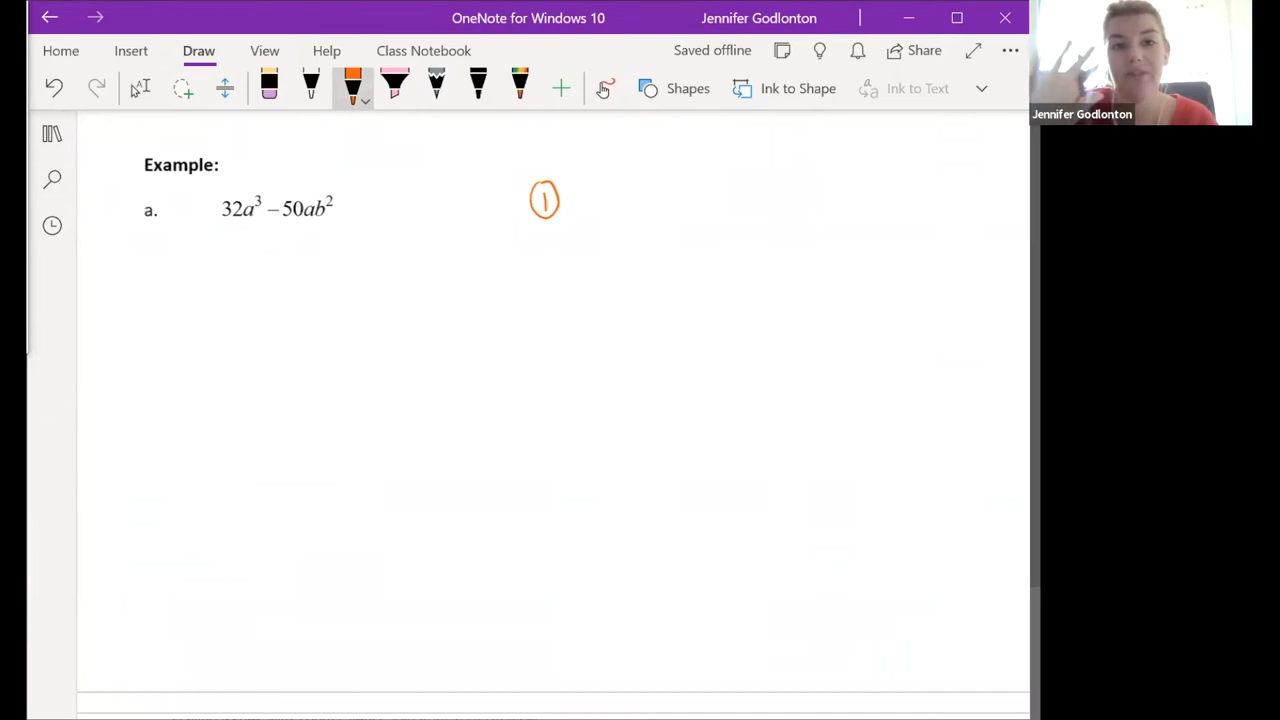 OneNote for Windows 10
Jennifer Godlonton
Home Insert Draw View Help Class Notebook
Saved offline
Share
Shapes
Ink to Shape
Ink to Text
Jennifer Godlonton
Example:
a. 32a³ – 50ab²
①